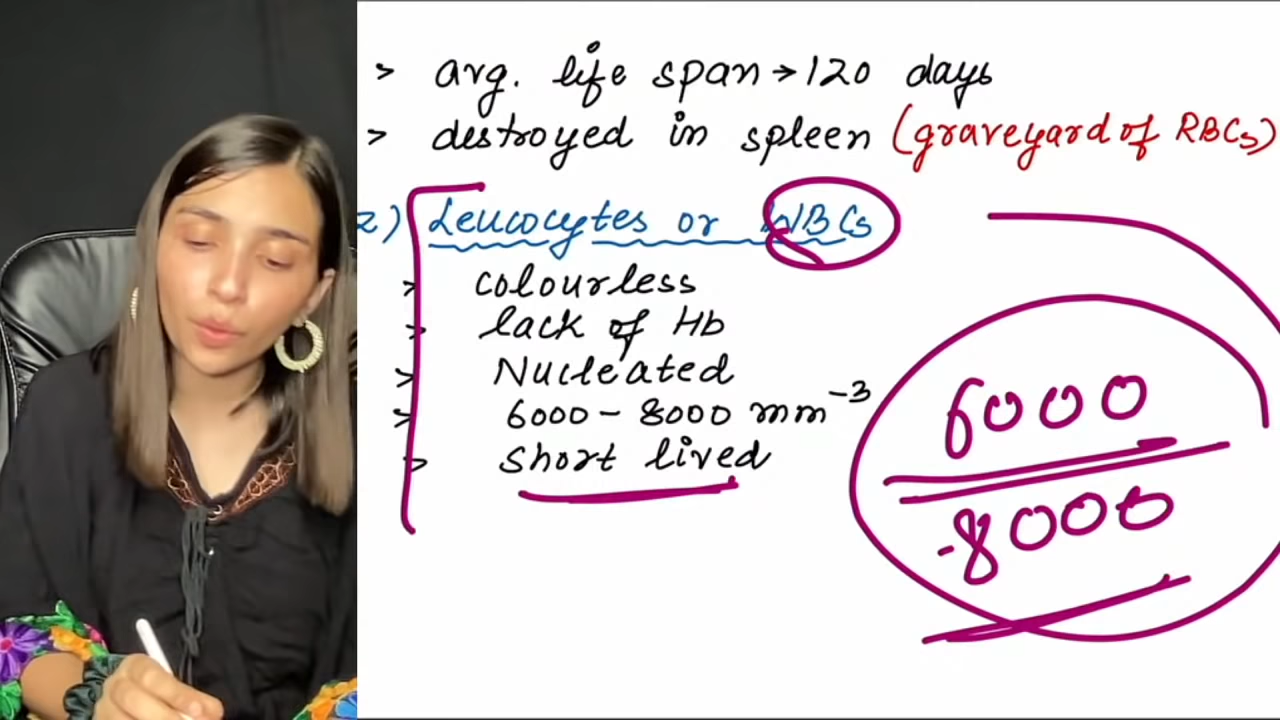 > avg. life span → 120 days
> destroyed in spleen (graveyard of RBCs)
2) Leucocytes or WBCs
> colourless
> lack of Hb
> Nucleated
> 6000 - 8000 mm⁻³
> short lived
6000
-8000